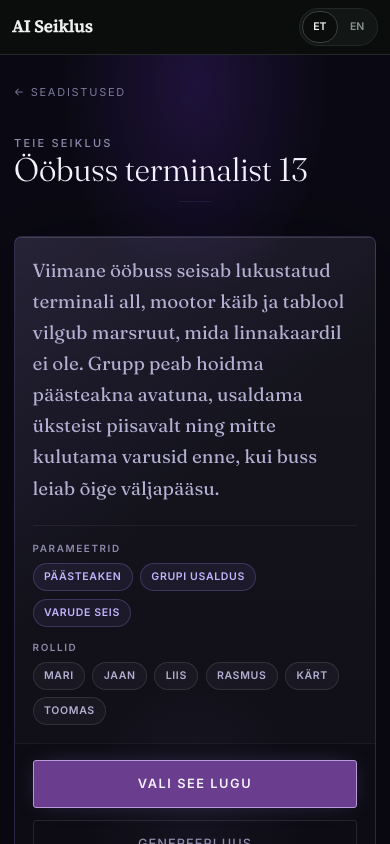 AI Seiklus
ET
EN
← SEADISTUSED
TEIE SEIKLUS
Ööbuss terminalist 13
Viimane ööbuss seisab lukustatud
terminali all, mootor käib ja tablool
vilgub marsruut, mida linnakaardil
ei ole. Grupp peab hoidma
päästeakna avatuna, usaldama
üksteist piisavalt ning mitte
kulutama varusid enne, kui buss
leiab õige väljapääsu.
PARAMEETRID
PÄÄSTEAKEN
GRUPI USALDUS
VARUDE SEIS
ROLLID
MARI
JAAN
LIIS
RASMUS
KÄRT
TOOMAS
VALI SEE LUGU
GENEREERI UUS